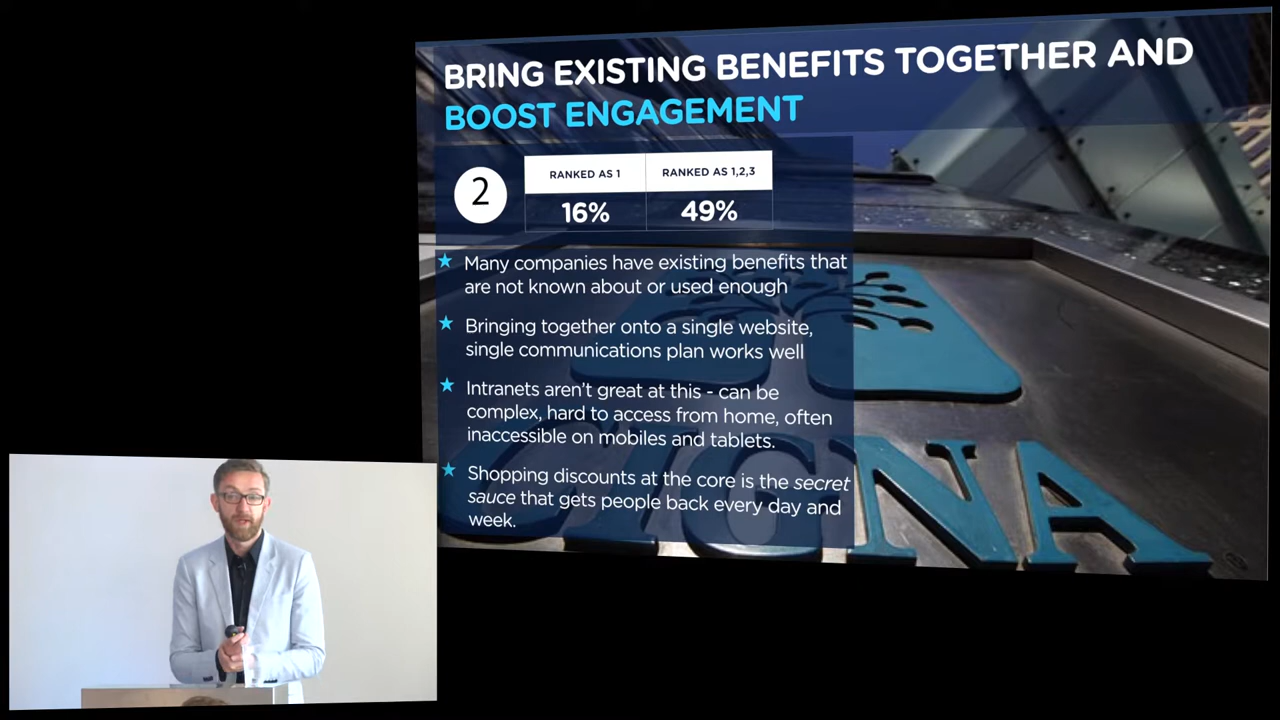 BRING EXISTING BENEFITS TOGETHER AND
BOOST ENGAGEMENT
2
RANKED AS 1
RANKED AS 1,2,3
16%
49%
Many companies have existing benefits that
are not known about or used enough
Bringing together onto a single website,
single communications plan works well
Intranets aren't great at this - can be
complex, hard to access from home, often
inaccessible on mobiles and tablets.
Shopping discounts at the core is the secret
sauce that gets people back every day and
week.
CIGNA